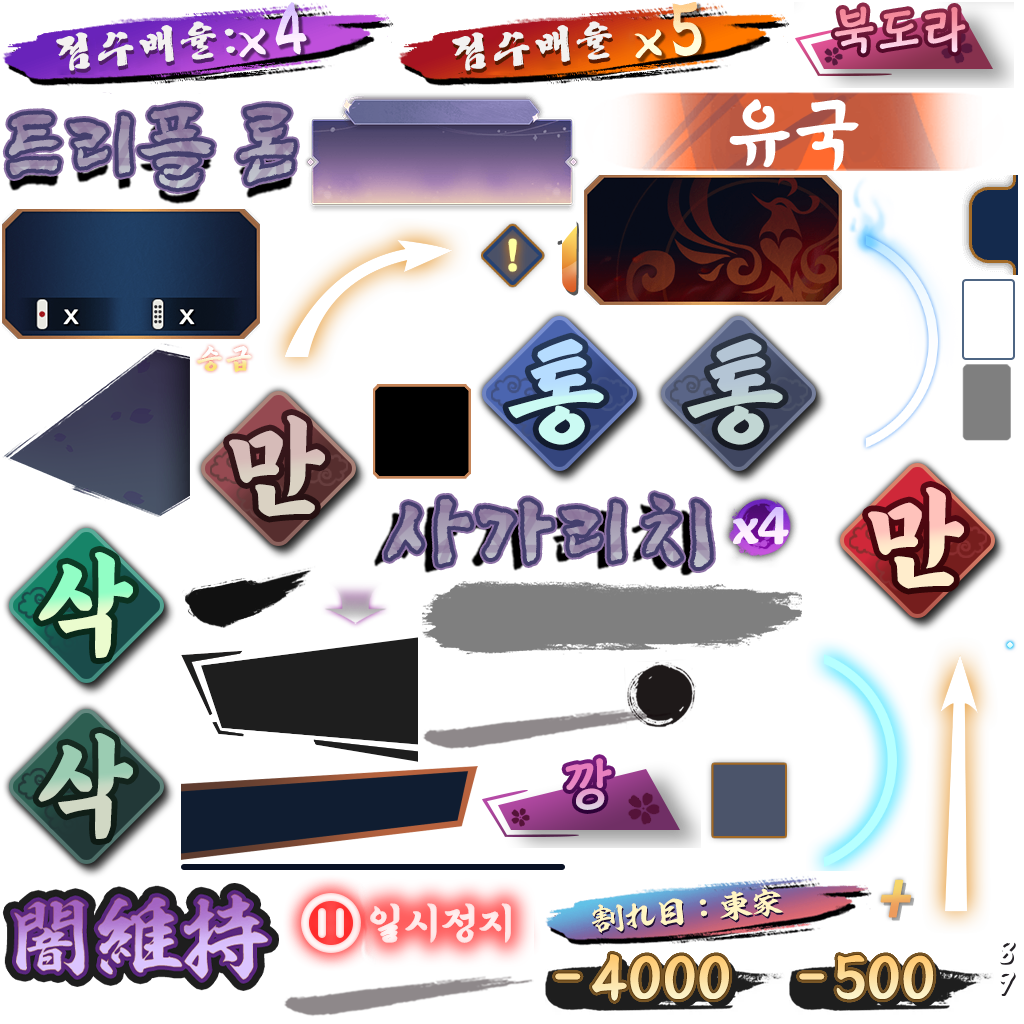 점수배율:x4
점수배율 x5
북도라
트리플 론
유국
x
x
!
승급
만
통
통
사가리치
x4
만
삭
삭
깡
闇維持
일시정지
割れ目：東家
+
-4000
-500
8
7